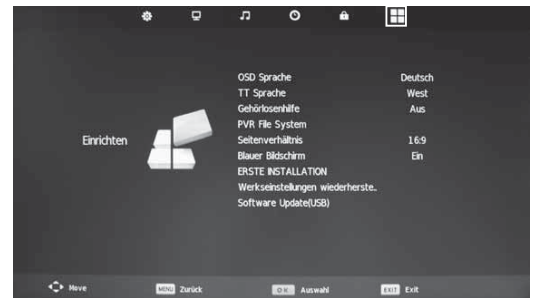 OSD Sprache Deutsch
TT Sprache West
Gehörlosenhilfe Aus
PVR File System
Einrichten
Seitenverhältnis 16:9
Blauer Bildschirm Ein
ERSTE INSTALLATION
Werkseinstellungen wiederherste..
Software Update(USB)
Move MENU Zurück OK Auswahl EXIT Exit